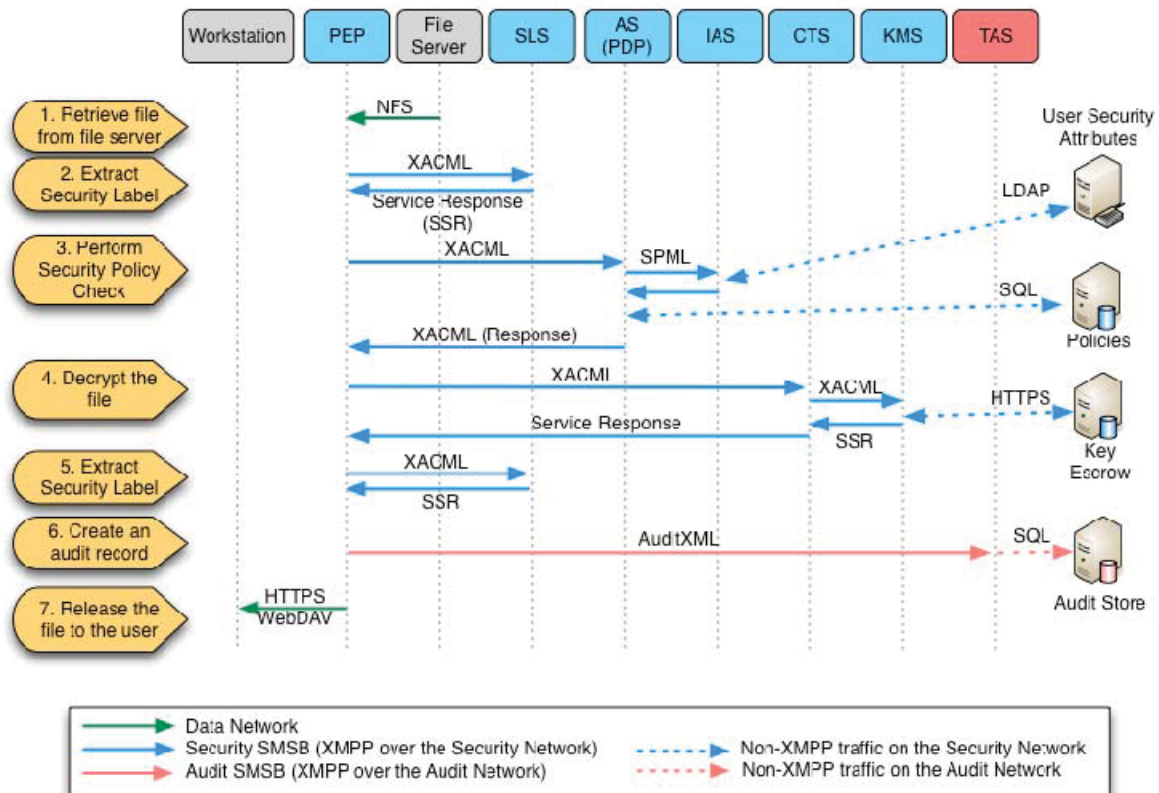 Workstation
PEP
File
Server
SLS
AS
(PDP)
IAS
CTS
KMS
TAS
1. Retrieve file
from file server
NFS
User Security
Attributes
2. Extract
Security Label
XACML
Service Response
(SSR)
LDAP
3. Perform
Security Policy
Check
XACML
SPML
SQL
XACML (Response)
Policies
4. Decrypt the
file
XACML
XACML
HTTPS
Service Response
SSR
Key
Escrow
5. Extract
Security Label
XACML
SSR
6. Create an
audit record
AuditXML
SQL
Audit Store
7. Release the
file to the user
HTTPS
WebDAV
Data Network
Security SMSB (XMPP over the Security Network)
Audit SMSB (XMPP over the Audit Network)
Non-XMPP traffic on the Security Network
Non-XMPP traffic on the Audit Network